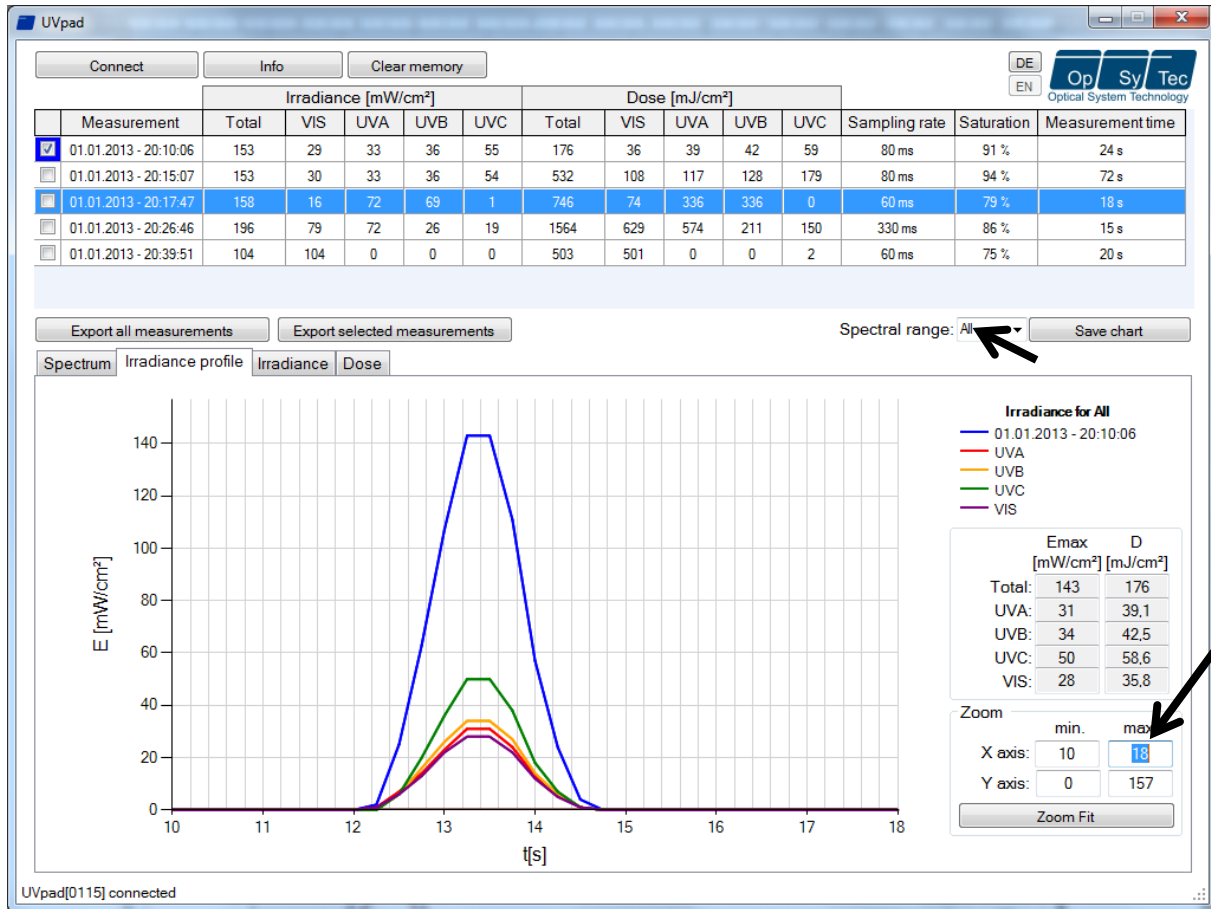 UVpad
Connect Info Clear memory DE
EN
Op Sy Tec
Optical System Technology
Irradiance [mW/cm²] Dose [mJ/cm²]
Measurement Total VIS UVA UVB UVC Total VIS UVA UVB UVC Sampling rate Saturation Measurement time
01.01.2013 - 20:10:06 153 29 33 36 55 176 36 39 42 59 80 ms 91 % 24 s
01.01.2013 - 20:15:07 153 30 33 36 54 532 108 117 128 179 80 ms 94 % 72 s
01.01.2013 - 20:17:47 158 16 72 69 1 746 74 336 336 0 60 ms 79 % 18 s
01.01.2013 - 20:26:46 196 79 72 26 19 1564 629 574 211 150 330 ms 86 % 15 s
01.01.2013 - 20:39:51 104 104 0 0 0 503 501 0 0 2 60 ms 75 % 20 s
Export all measurements Export selected measurements Spectral range: All Save chart
Spectrum Irradiance profile Irradiance Dose
E [mW/cm²]
140
120
100
80
60
40
20
0
10 11 12 13 14 15 16 17 18
t[s]
Irradiance for All
01.01.2013 - 20:10:06
UVA
UVB
UVC
VIS
Emax D
[mW/cm²] [mJ/cm²]
Total: 143 176
UVA: 31 39,1
UVB: 34 42,5
UVC: 50 58,6
VIS: 28 35,8
Zoom
min. max
X axis: 10 18
Y axis: 0 157
Zoom Fit
UVpad[0115] connected